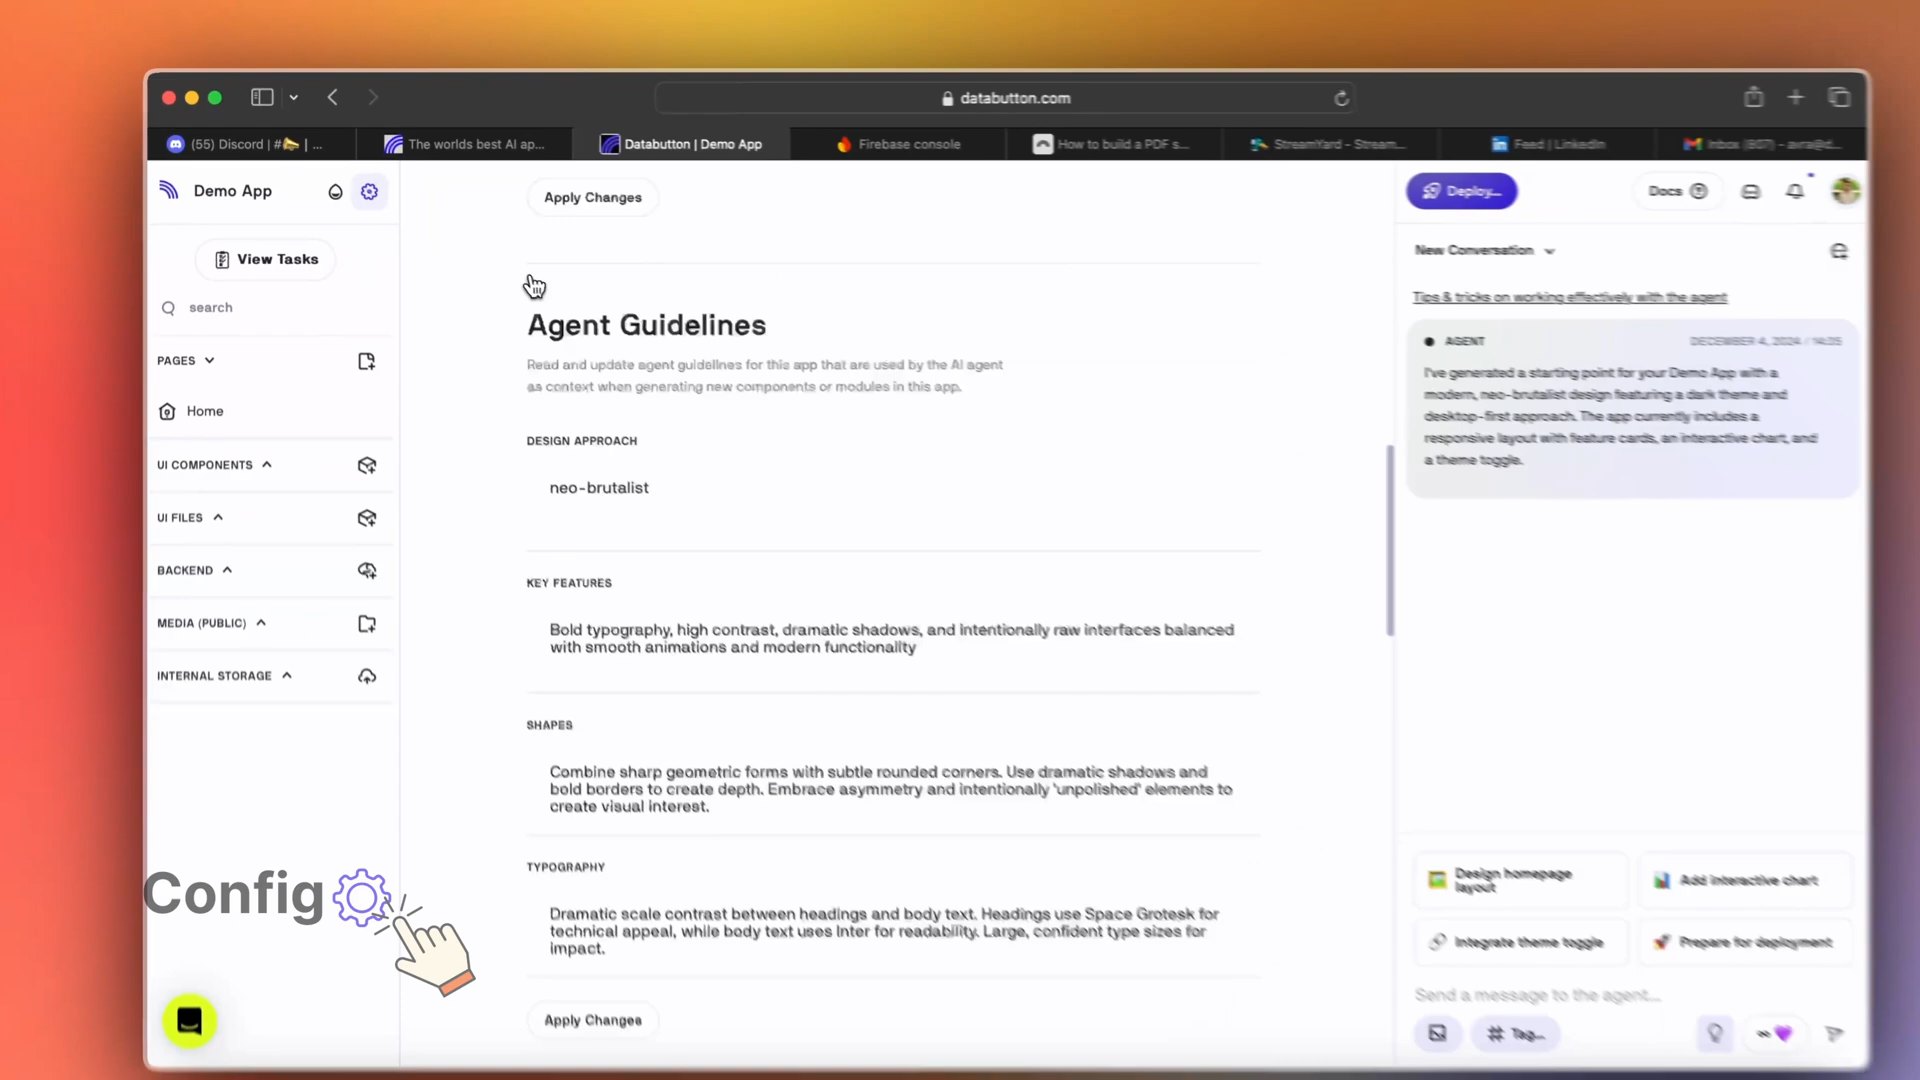 databutton.com
(55) Discord | #📣 | ...
The worlds best AI ap...
Databutton | Demo App
Firebase console
How to build a PDF s...
StreamYard - Stream...
Feed | LinkedIn
Inbox (807) - avra@d...
Demo App
View Tasks
search
PAGES
Home
UI COMPONENTS
UI FILES
BACKEND
MEDIA (PUBLIC)
INTERNAL STORAGE
Config
Apply Changes
Agent Guidelines
Read and update agent guidelines for this app that are used by the AI agent
as context when generating new components or modules in this app.
DESIGN APPROACH
neo-brutalist
KEY FEATURES
Bold typography, high contrast, dramatic shadows, and intentionally raw interfaces balanced
with smooth animations and modern functionality
SHAPES
Combine sharp geometric forms with subtle rounded corners. Use dramatic shadows and
bold borders to create depth. Embrace asymmetry and intentionally 'unpolished' elements to
create visual interest.
TYPOGRAPHY
Dramatic scale contrast between headings and body text. Headings use Space Grotesk for
technical appeal, while body text uses Inter for readability. Large, confident type sizes for
impact.
Apply Changes
Deploy...
Docs
New Conversation
Tips & tricks on working effectively with the agent
AGENT
DECEMBER 4, 2024 / 14:05
I've generated a starting point for your Demo App with a
modern, neo-brutalist design featuring a dark theme and
desktop-first approach. The app currently includes a
responsive layout with feature cards, an interactive chart, and
a theme toggle.
Design homepage
layout
Add interactive chart
Integrate theme toggle
Prepare for deployment
Send a message to the agent...
# Tag...